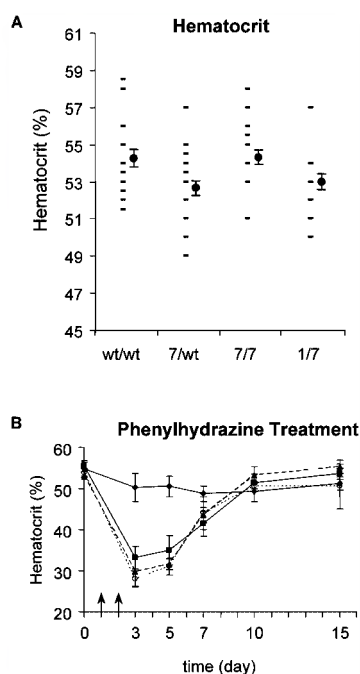 A
Hematocrit
Hematocrit (%)
61
59
57
55
53
51
49
47
45
wt/wt 7/wt 7/7 1/7
B
Phenylhydrazine Treatment
Hematocrit (%)
60
50
40
30
20
0 3 5 7 10 15
time (day)